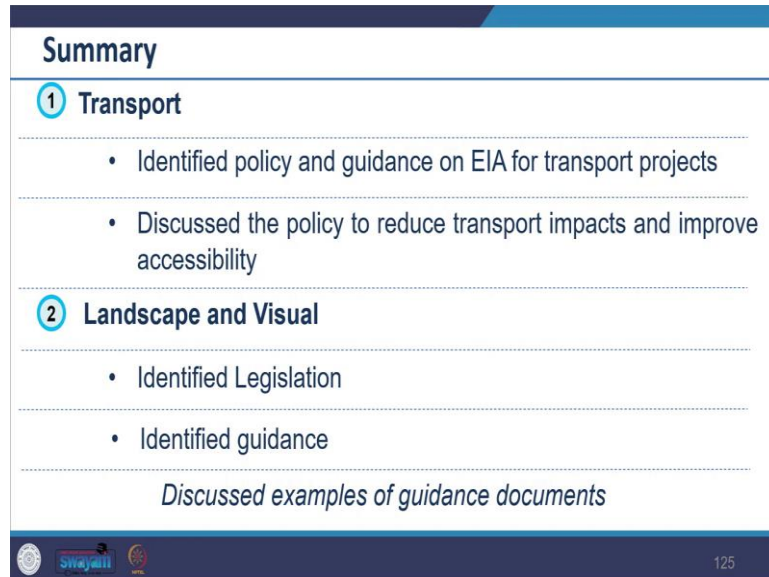 Summary
1 Transport
• Identified policy and guidance on EIA for transport projects
• Discussed the policy to reduce transport impacts and improve
accessibility
2 Landscape and Visual
• Identified Legislation
• Identified guidance
Discussed examples of guidance documents
swayam 125